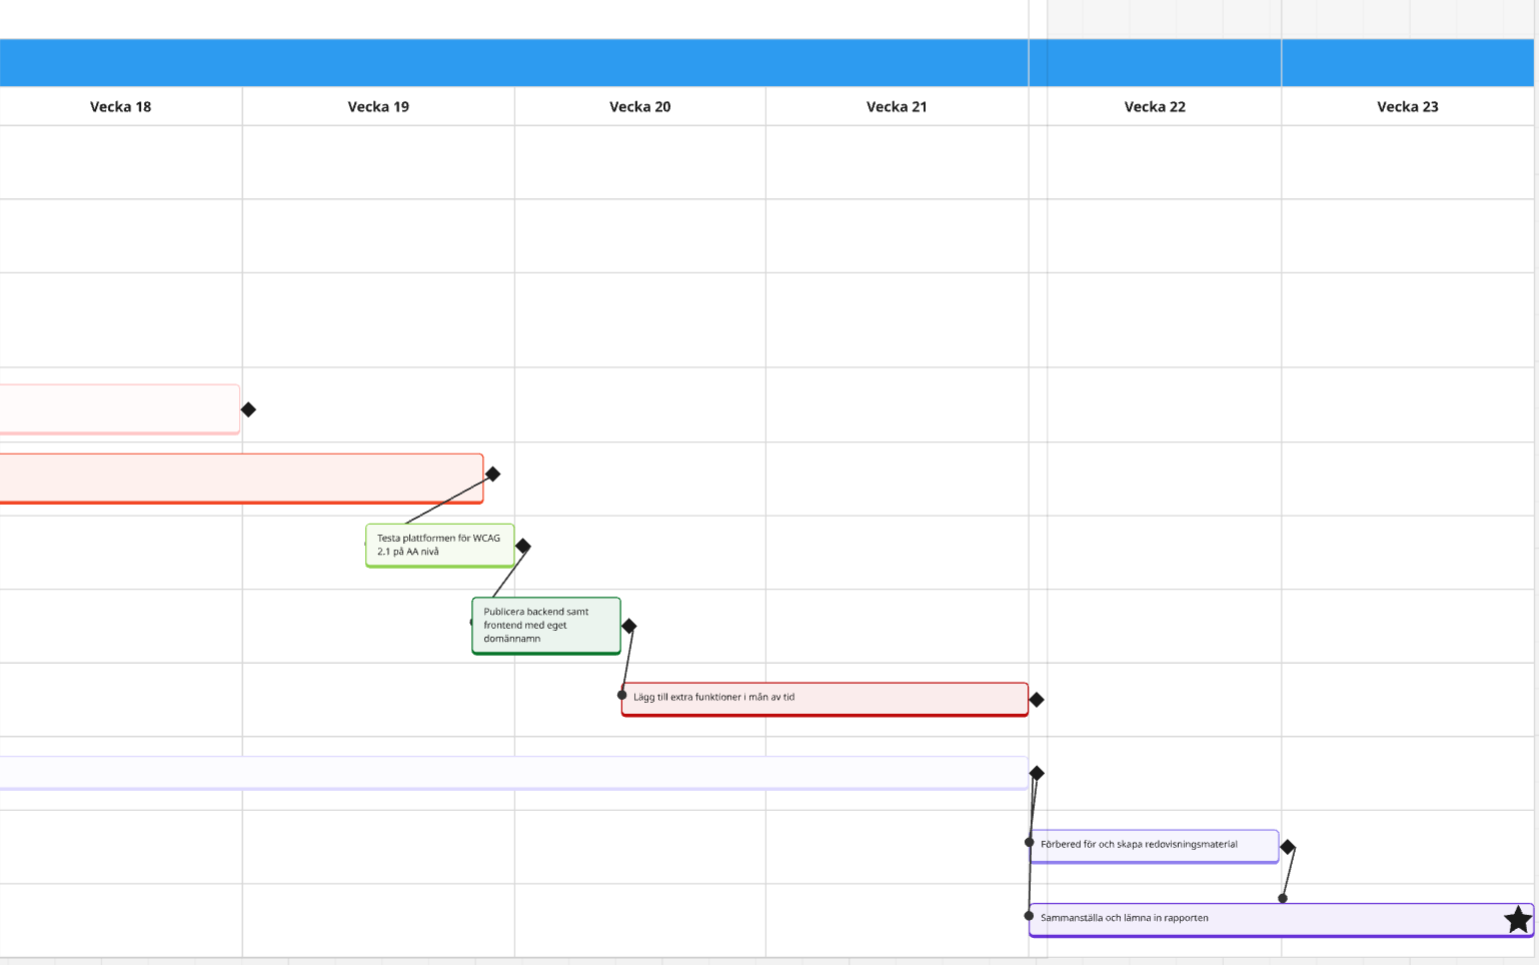 Vecka 18
Vecka 19
Vecka 20
Vecka 21
Vecka 22
Vecka 23
Testa plattformen för WCAG
2.1 på AA nivå
Publicera backend samt
frontend med eget
domännamn
Lägg till extra funktioner i mån av tid
Förbered för och skapa redovisningsmaterial
Sammanställa och lämna in rapporten